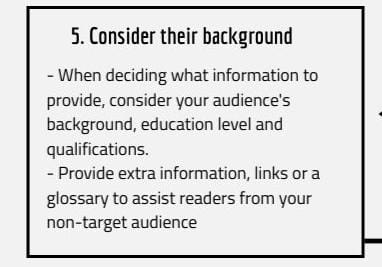 5. Consider their background
- When deciding what information to
provide, consider your audience's
background, education level and
qualifications.
- Provide extra information, links or a
glossary to assist readers from your
non-target audience